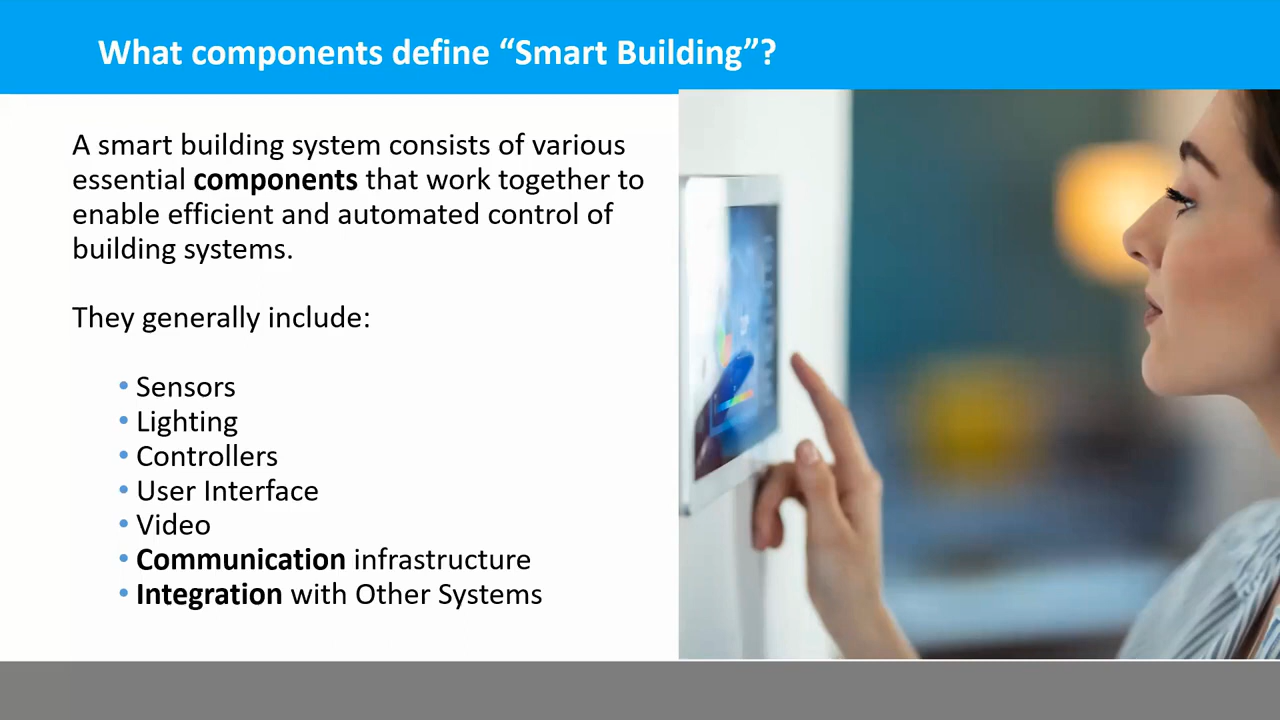 What components define “Smart Building”?
A smart building system consists of various
essential components that work together to
enable efficient and automated control of
building systems.
They generally include:
• Sensors
• Lighting
• Controllers
• User Interface
• Video
• Communication infrastructure
• Integration with Other Systems